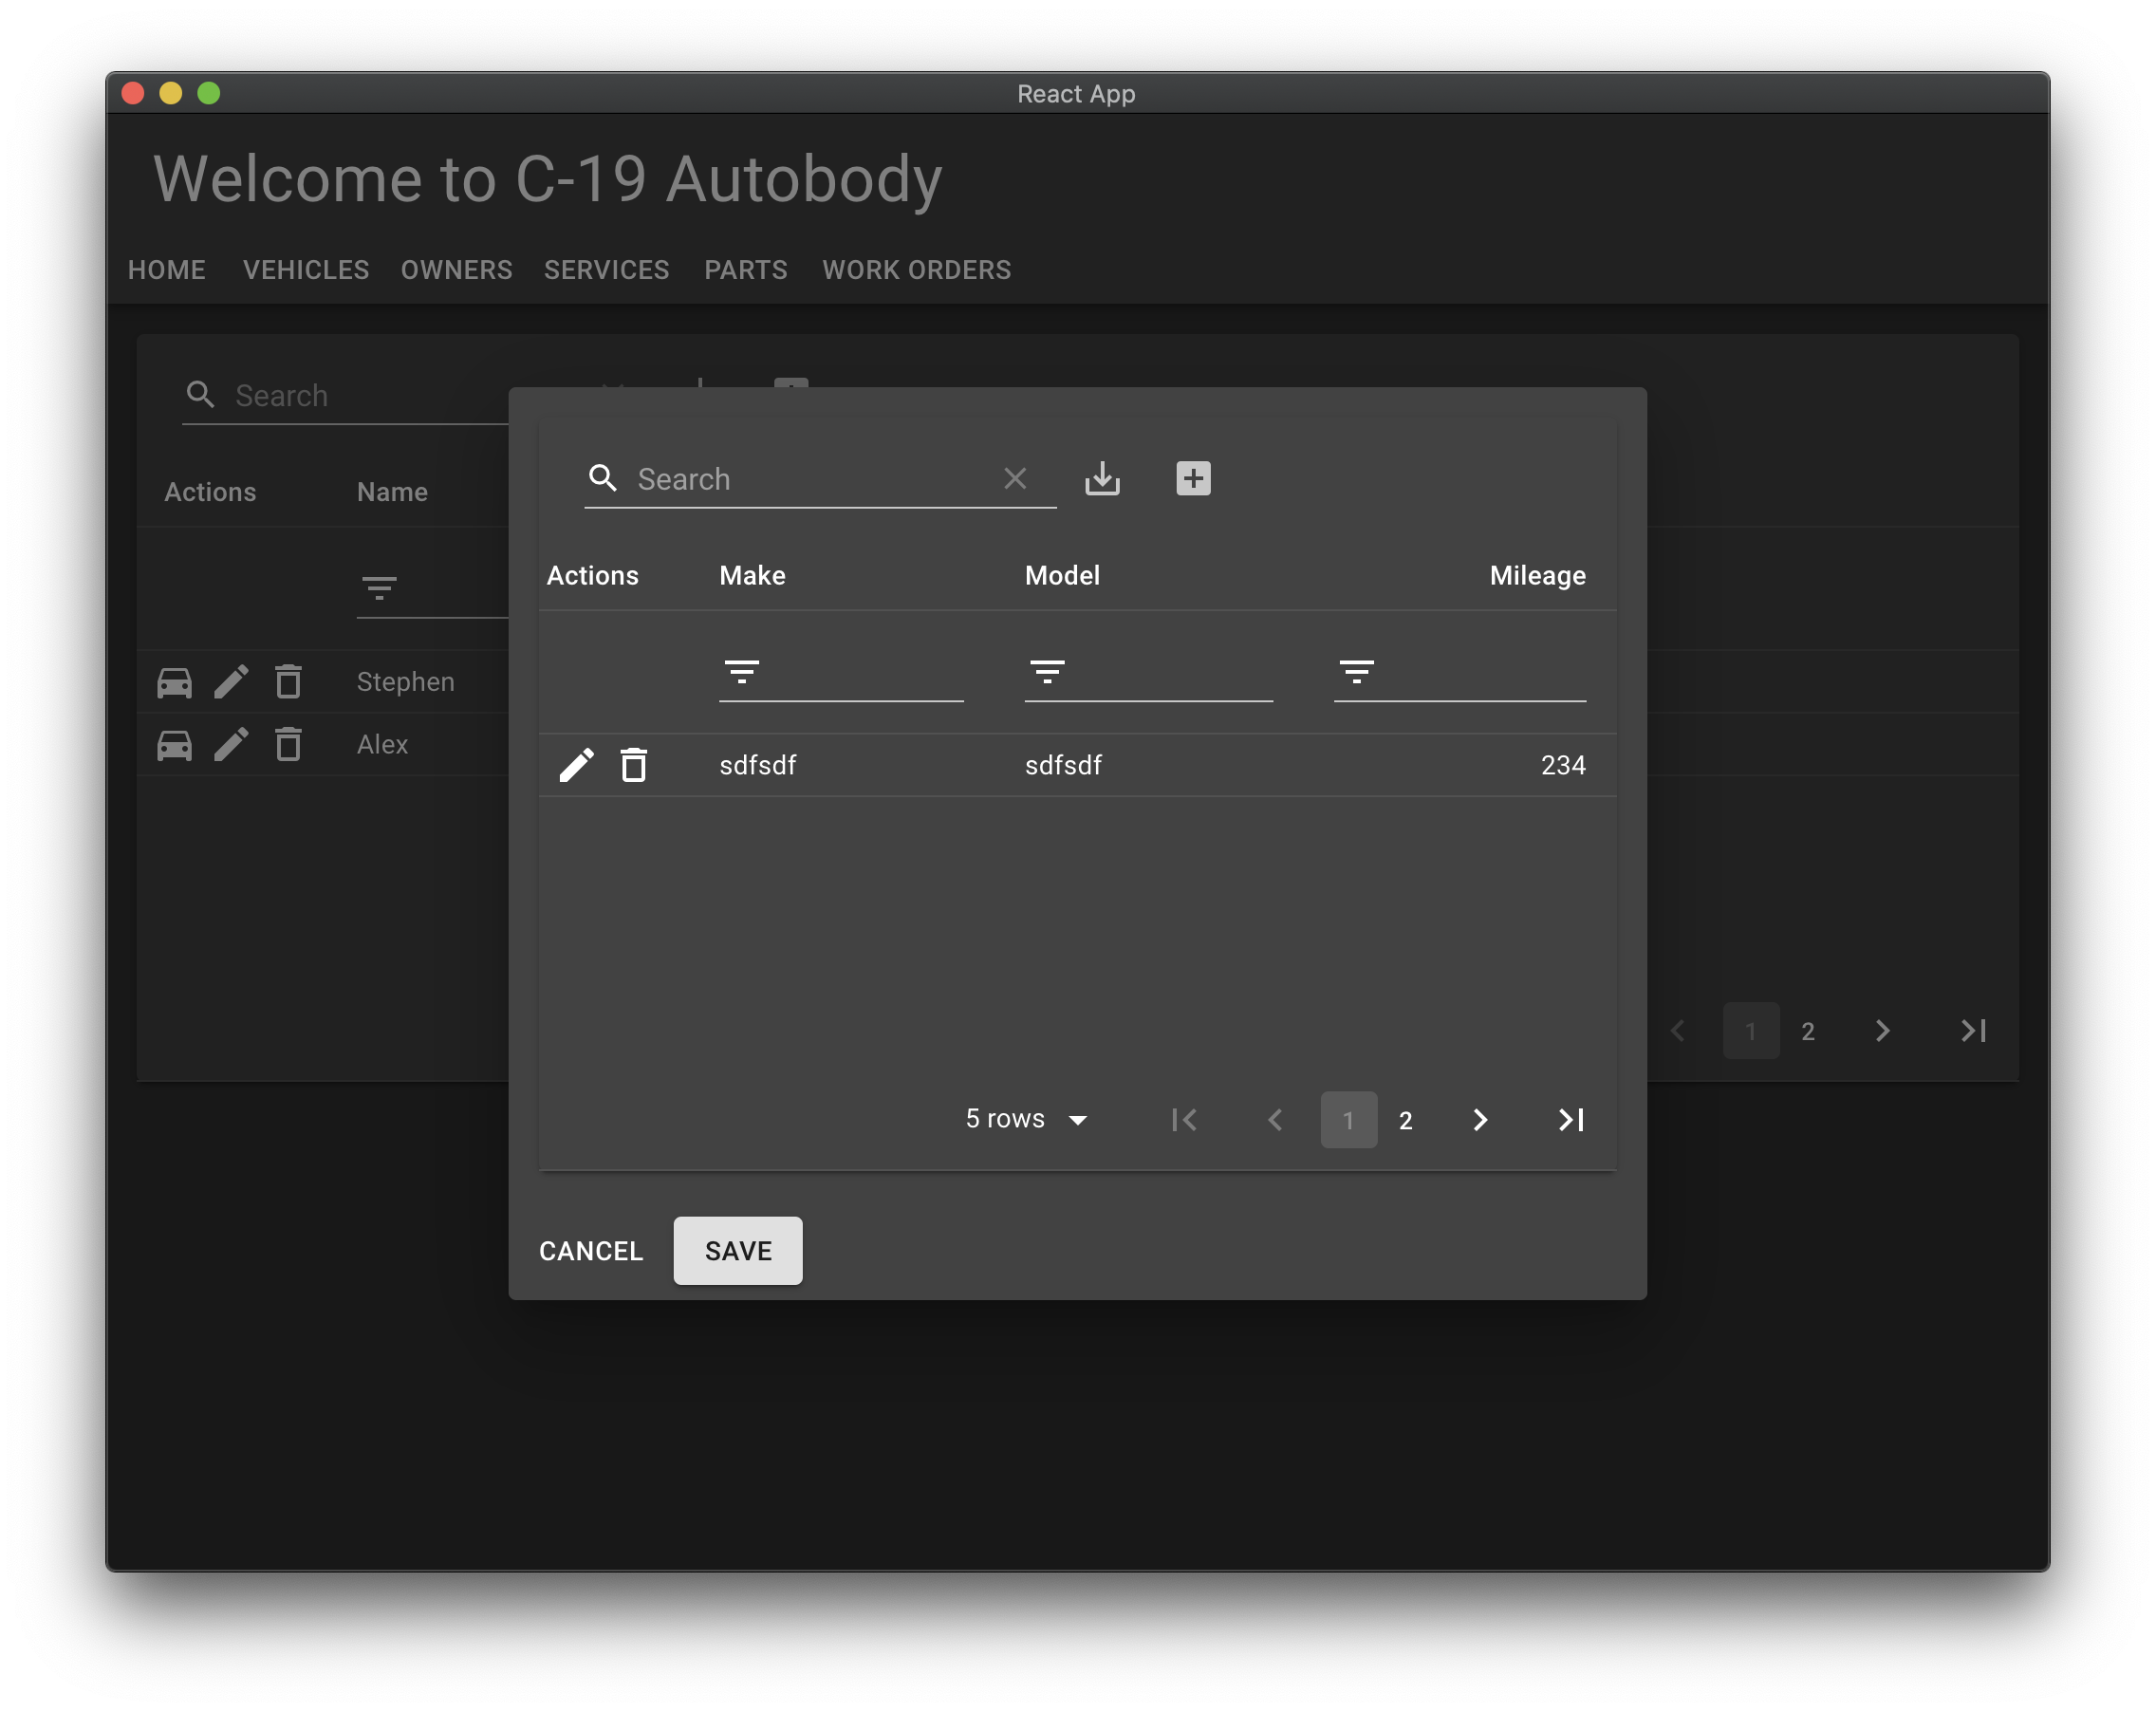 React App
Welcome to C-19 Autobody
HOME VEHICLES OWNERS SERVICES PARTS WORK ORDERS
Search
Actions Name
Stephen
Alex
1 2
Search
Actions Make Model Mileage
sdfsdf sdfsdf 234
5 rows 1 2
CANCEL SAVE